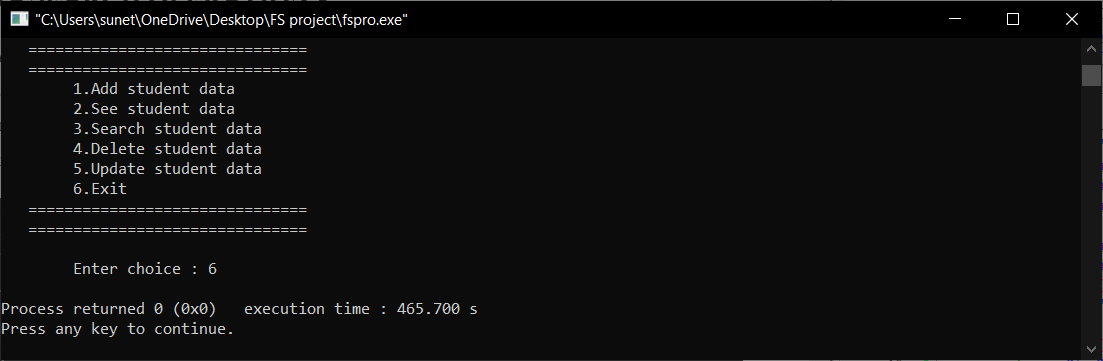 "C:\Users\sunet\OneDrive\Desktop\FS project\fspro.exe"
===============================
===============================
1.Add student data
2.See student data
3.Search student data
4.Delete student data
5.Update student data
6.Exit
===============================
===============================
Enter choice : 6
Process returned 0 (0x0)   execution time : 465.700 s
Press any key to continue.